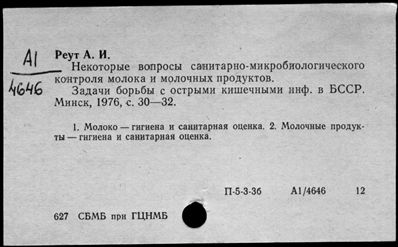 А1
4646
Реут А. И.
Некоторые вопросы санитарно-микробиологического
контроля молока и молочных продуктов.
Задачи борьбы с острыми кишечными инф. в БССР.
Минск, 1976, с. 30—32.
1. Молоко — гигиена и санитарная оценка. 2. Молочные продук-
ты — гигиена и санитарная оценка.
П-5-3-3б А1/4646 12
627 СБМБ при ГЦНМБ